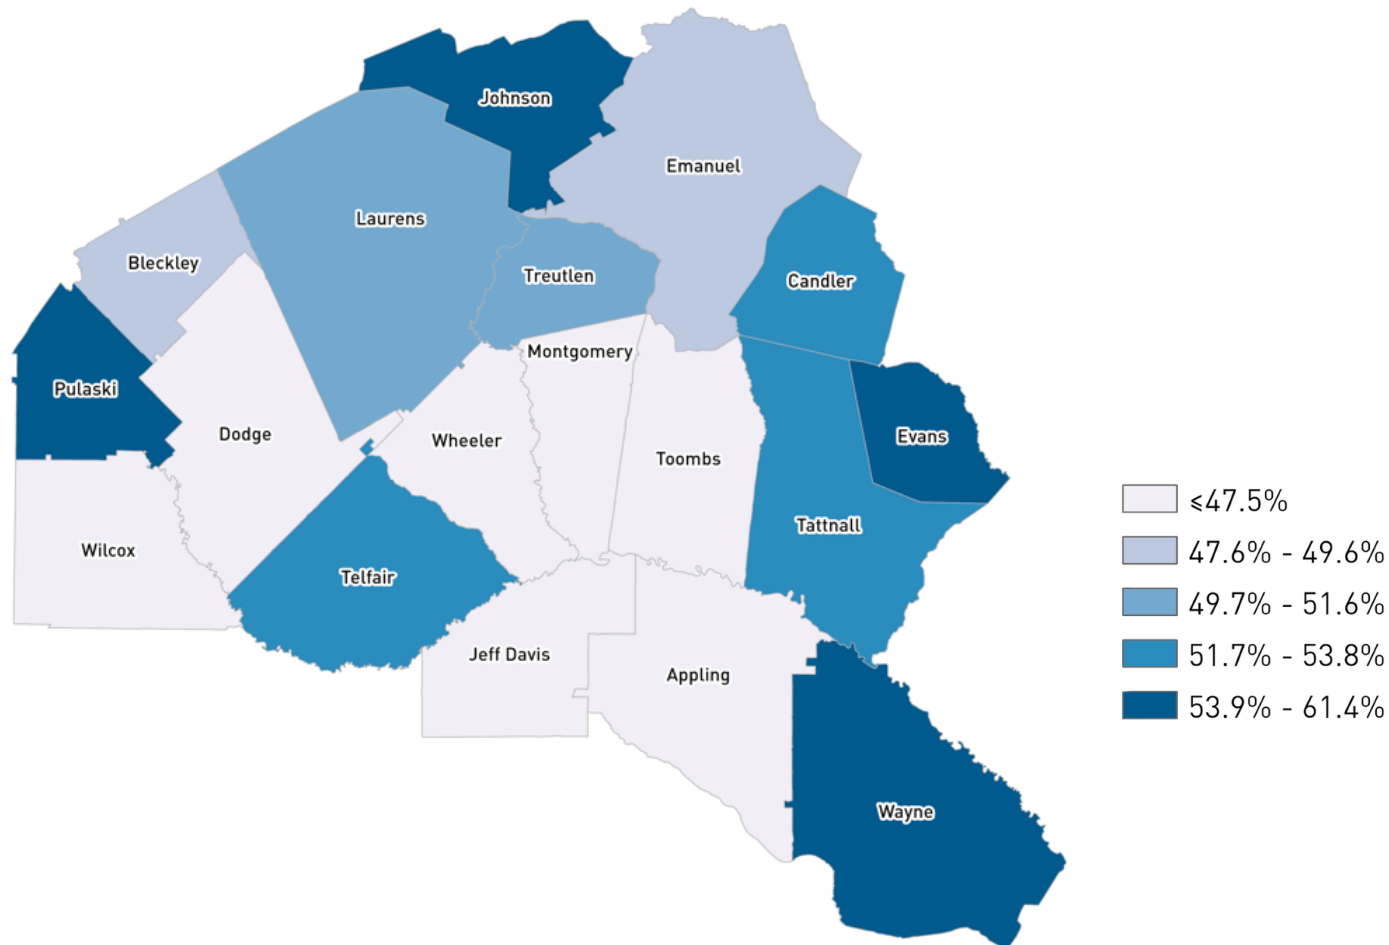 Johnson
Emanuel
Laurens
Bleckley
Treutlen
Candler
Montgomery
Pulaski
Dodge
Wheeler
Evans
Toombs
Tattnall
Wilcox
Telfair
Jeff Davis
Appling
Wayne
≤47.5%
47.6% - 49.6%
49.7% - 51.6%
51.7% - 53.8%
53.9% - 61.4%